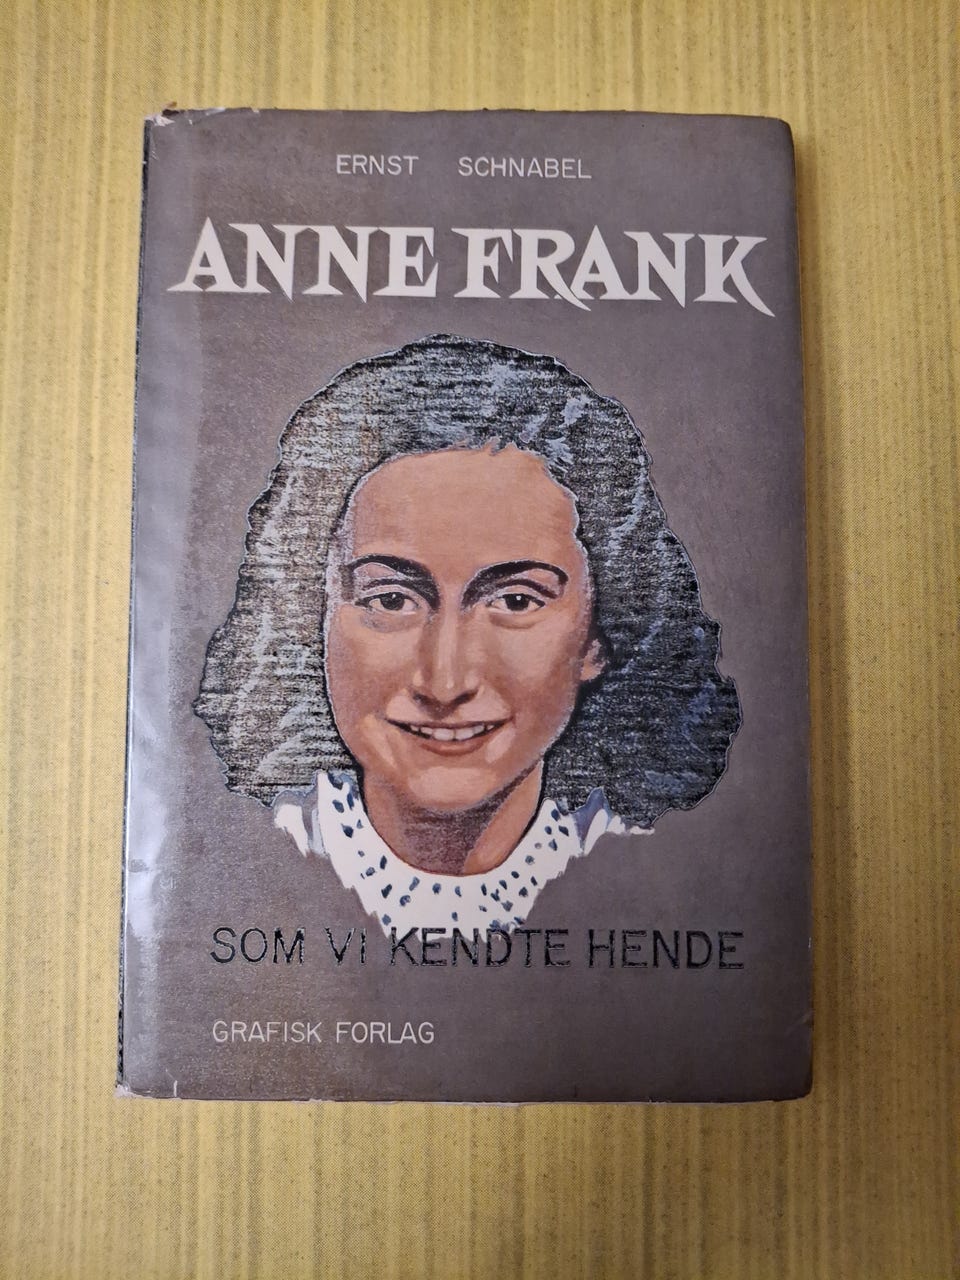 ERNST SCHNABEL
ANNE FRANK
SOM VI KENDTE HENDE
GRAFISK FORLAG